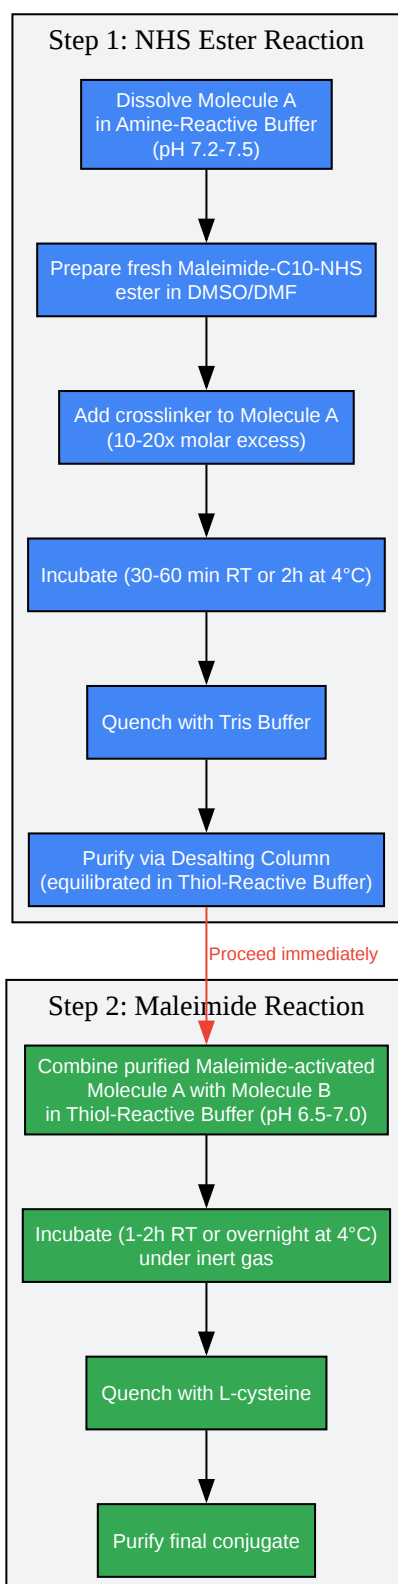 Step 1: NHS Ester Reaction
Dissolve Molecule A
in Amine-Reactive Buffer
(pH 7.2-7.5)
Prepare fresh Maleimide-C10-NHS
ester in DMSO/DMF
Add crosslinker to Molecule A
(10-20x molar excess)
Incubate (30-60 min RT or 2h at 4°C)
Quench with Tris Buffer
Purify via Desalting Column
(equilibrated in Thiol-Reactive Buffer)
Proceed immediately
Step 2: Maleimide Reaction
Combine purified Maleimide-activated
Molecule A with Molecule B
in Thiol-Reactive Buffer (pH 6.5-7.0)
Incubate (1-2h RT or overnight at 4°C)
under inert gas
Quench with L-cysteine
Purify final conjugate